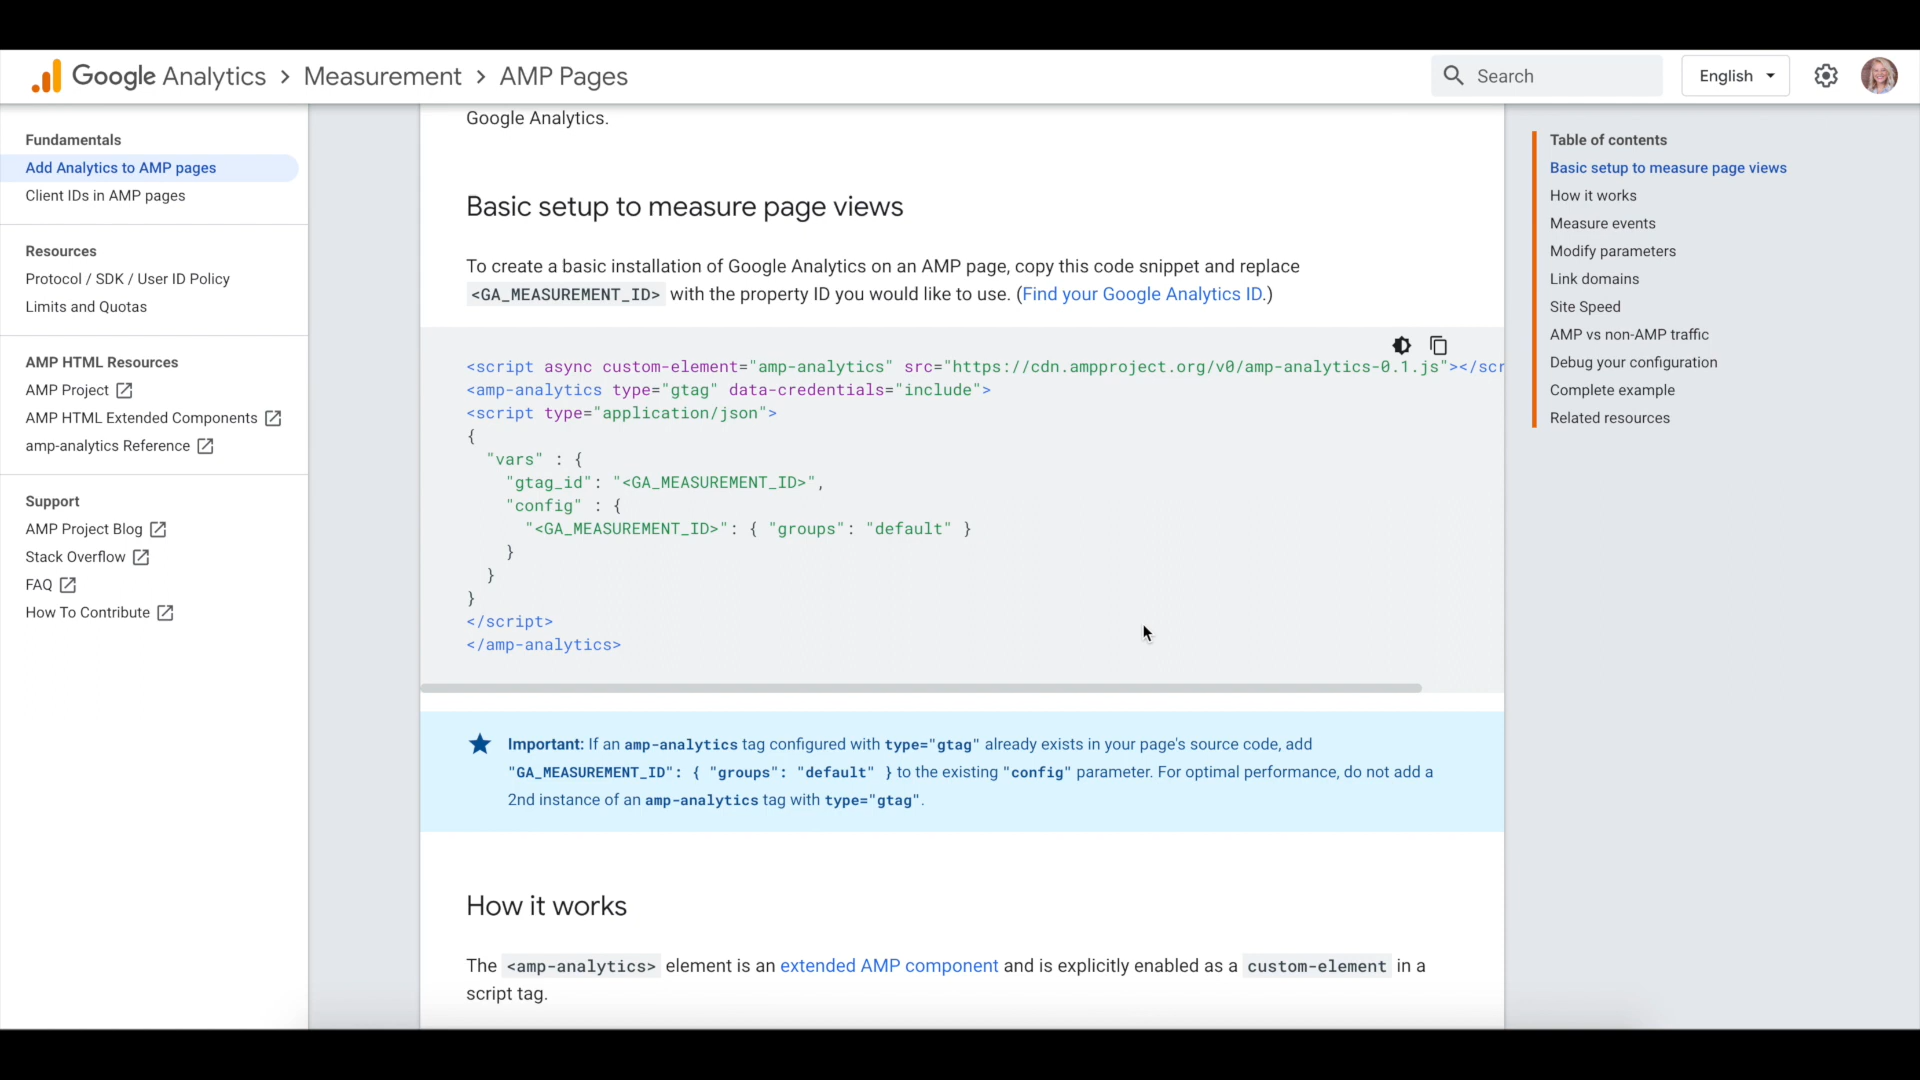 Google Analytics > Measurement > AMP Pages
Search
English
Fundamentals
Add Analytics to AMP pages
Client IDs in AMP pages
Resources
Protocol / SDK / User ID Policy
Limits and Quotas
AMP HTML Resources
AMP Project
AMP HTML Extended Components
amp-analytics Reference
Support
AMP Project Blog
Stack Overflow
FAQ
How To Contribute
Google Analytics.
Basic setup to measure page views
To create a basic installation of Google Analytics on an AMP page, copy this code snippet and replace
<GA_MEASUREMENT_ID> with the property ID you would like to use. (Find your Google Analytics ID.)
<script async custom-element="amp-analytics" src="https://cdn.ampproject.org/v0/amp-analytics-0.1.js"></scr
<amp-analytics type="gtag" data-credentials="include">
<script type="application/json">
{
"vars" : {
"gtag_id": "<GA_MEASUREMENT_ID>",
"config" : {
"<GA_MEASUREMENT_ID>": { "groups": "default" }
}
}
}
</script>
</amp-analytics>
Important: If an amp-analytics tag configured with type="gtag" already exists in your page's source code, add
"GA_MEASUREMENT_ID": { "groups": "default" } to the existing "config" parameter. For optimal performance, do not add a
2nd instance of an amp-analytics tag with type="gtag".
How it works
The <amp-analytics> element is an extended AMP component and is explicitly enabled as a custom-element in a
script tag.
Table of contents
Basic setup to measure page views
How it works
Measure events
Modify parameters
Link domains
Site Speed
AMP vs non-AMP traffic
Debug your configuration
Complete example
Related resources